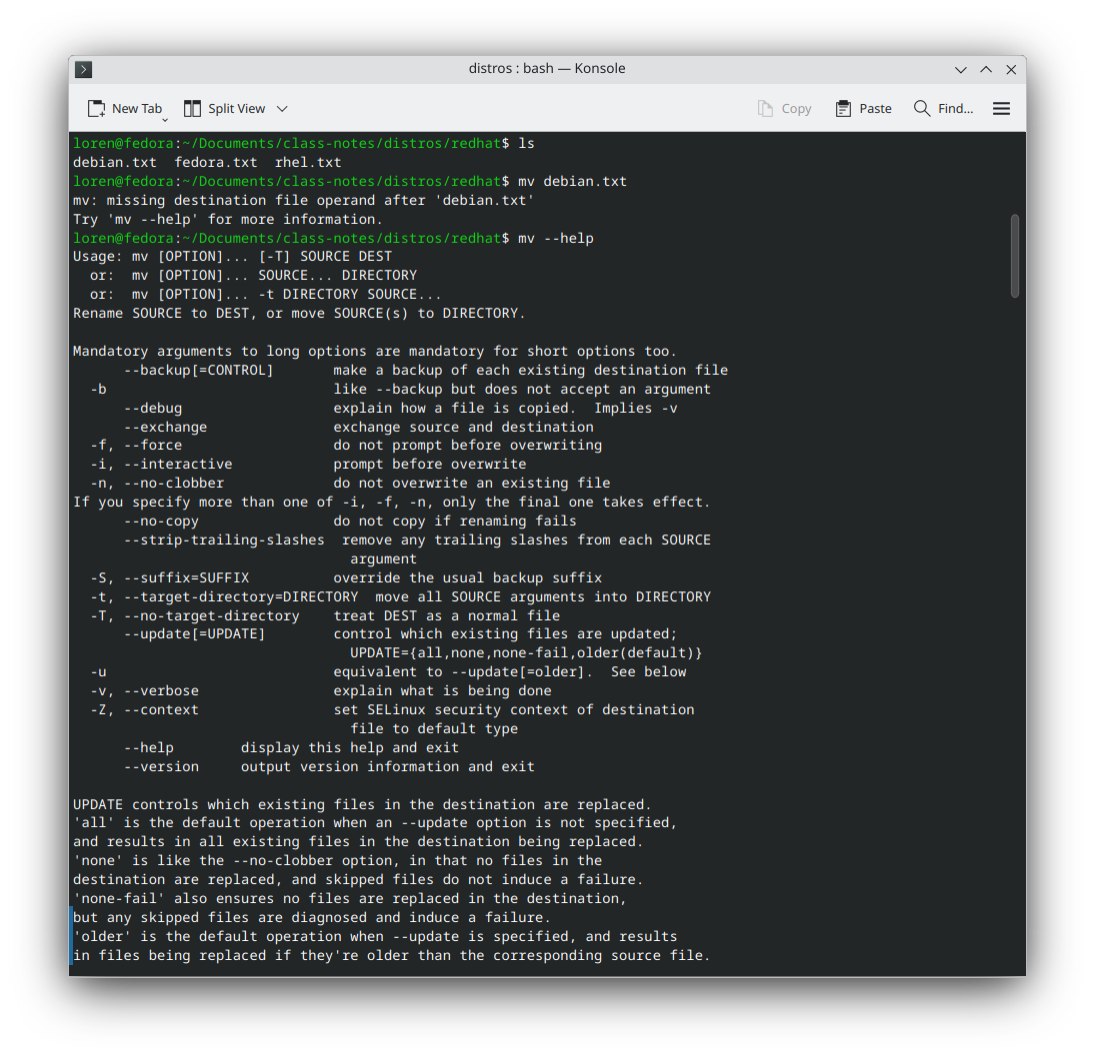 distros : bash — Konsole
New Tab Split View Copy Paste Find...
loren@fedora:~/Documents/class-notes/distros/redhat$ ls
debian.txt  fedora.txt  rhel.txt
loren@fedora:~/Documents/class-notes/distros/redhat$ mv debian.txt
mv: missing destination file operand after 'debian.txt'
Try 'mv --help' for more information.
loren@fedora:~/Documents/class-notes/distros/redhat$ mv --help
Usage: mv [OPTION]... [-T] SOURCE DEST
  or:  mv [OPTION]... SOURCE... DIRECTORY
  or:  mv [OPTION]... -t DIRECTORY SOURCE...
Rename SOURCE to DEST, or move SOURCE(s) to DIRECTORY.

Mandatory arguments to long options are mandatory for short options too.
      --backup[=CONTROL]       make a backup of each existing destination file
  -b                           like --backup but does not accept an argument
      --debug                  explain how a file is copied.  Implies -v
      --exchange               exchange source and destination
  -f, --force                  do not prompt before overwriting
  -i, --interactive            prompt before overwrite
  -n, --no-clobber             do not overwrite an existing file
If you specify more than one of -i, -f, -n, only the final one takes effect.
      --no-copy                do not copy if renaming fails
      --strip-trailing-slashes  remove any trailing slashes from each SOURCE
                                 argument
  -S, --suffix=SUFFIX          override the usual backup suffix
  -t, --target-directory=DIRECTORY  move all SOURCE arguments into DIRECTORY
  -T, --no-target-directory    treat DEST as a normal file
      --update[=UPDATE]        control which existing files are updated;
                                 UPDATE={all,none,none-fail,older(default)}
  -u                           equivalent to --update[=older].  See below
  -v, --verbose                explain what is being done
  -Z, --context                set SELinux security context of destination
                                 file to default type
      --help        display this help and exit
      --version     output version information and exit

UPDATE controls which existing files in the destination are replaced.
'all' is the default operation when an --update option is not specified,
and results in all existing files in the destination being replaced.
'none' is like the --no-clobber option, in that no files in the
destination are replaced, and skipped files do not induce a failure.
'none-fail' also ensures no files are replaced in the destination,
but any skipped files are diagnosed and induce a failure.
'older' is the default operation when --update is specified, and results
in files being replaced if they're older than the corresponding source file.